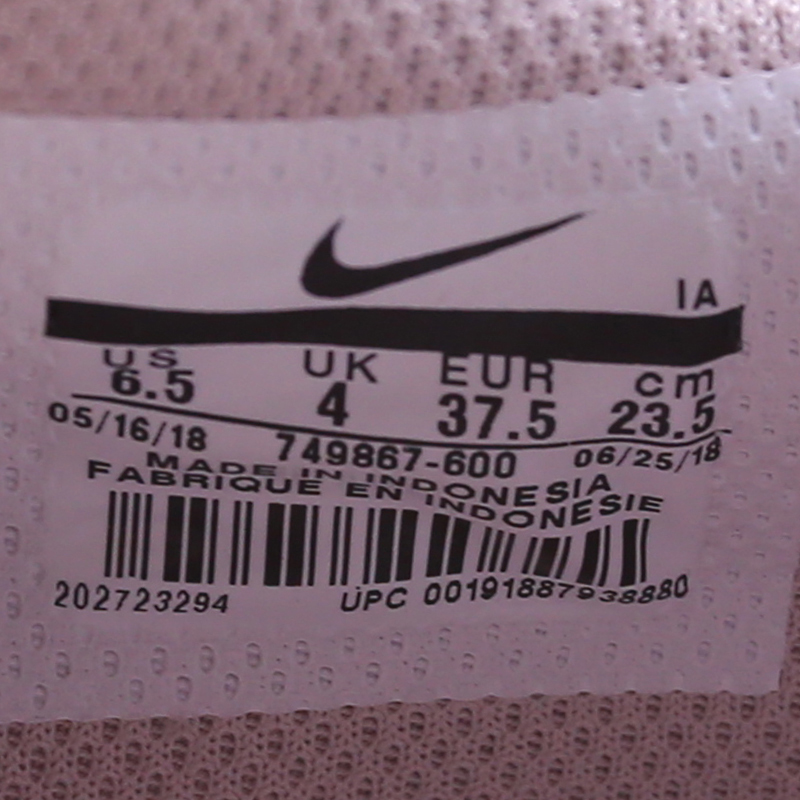 IA
US UK EUR cm
6.5 4 37.5 23.5
05/16/18 749867-600 06/25/18
MADE IN INDONESIA
FABRIQUE EN INDONESIE
202723294 UPC 00191887938880